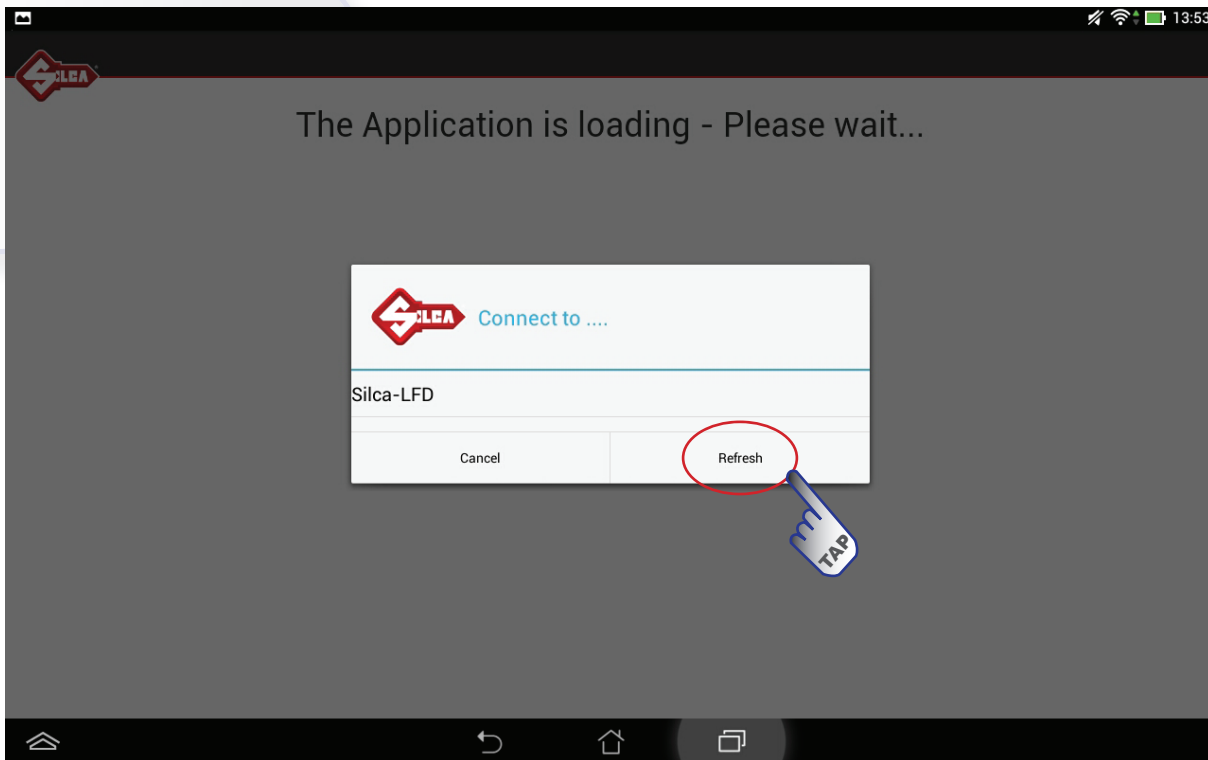 13:53
SILCA
The Application is loading - Please wait...
SILCA
Connect to ....
Silca-LFD
Cancel
Refresh
TAP